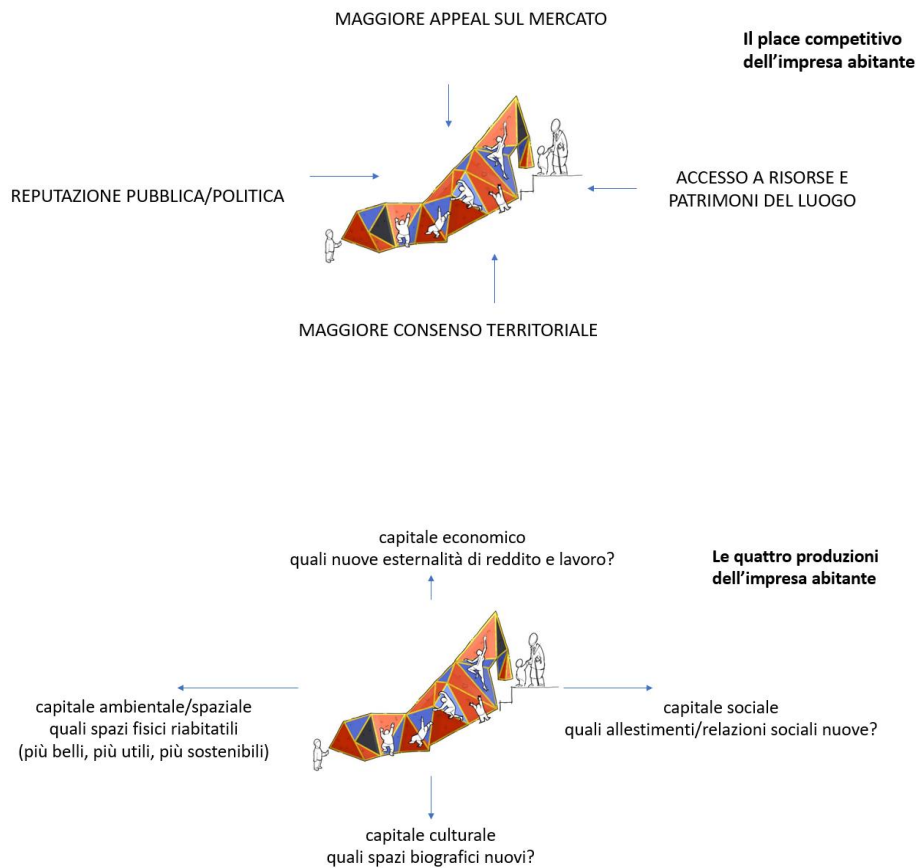 MAGGIORE APPEAL SUL MERCATO
Il place competitivo
dell’impresa abitante
REPUTAZIONE PUBBLICA/POLITICA
ACCESSO A RISORSE E
PATRIMONI DEL LUOGO
MAGGIORE CONSENSO TERRITORIALE
capitale economico
quali nuove esternalità di reddito e lavoro?
Le quattro produzioni
dell’impresa abitante
capitale ambientale/spaziale
quali spazi fisici riabitatili
(più belli, più utili, più sostenibili)
capitale sociale
quali allestimenti/relazioni sociali nuove?
capitale culturale
quali spazi biografici nuovi?